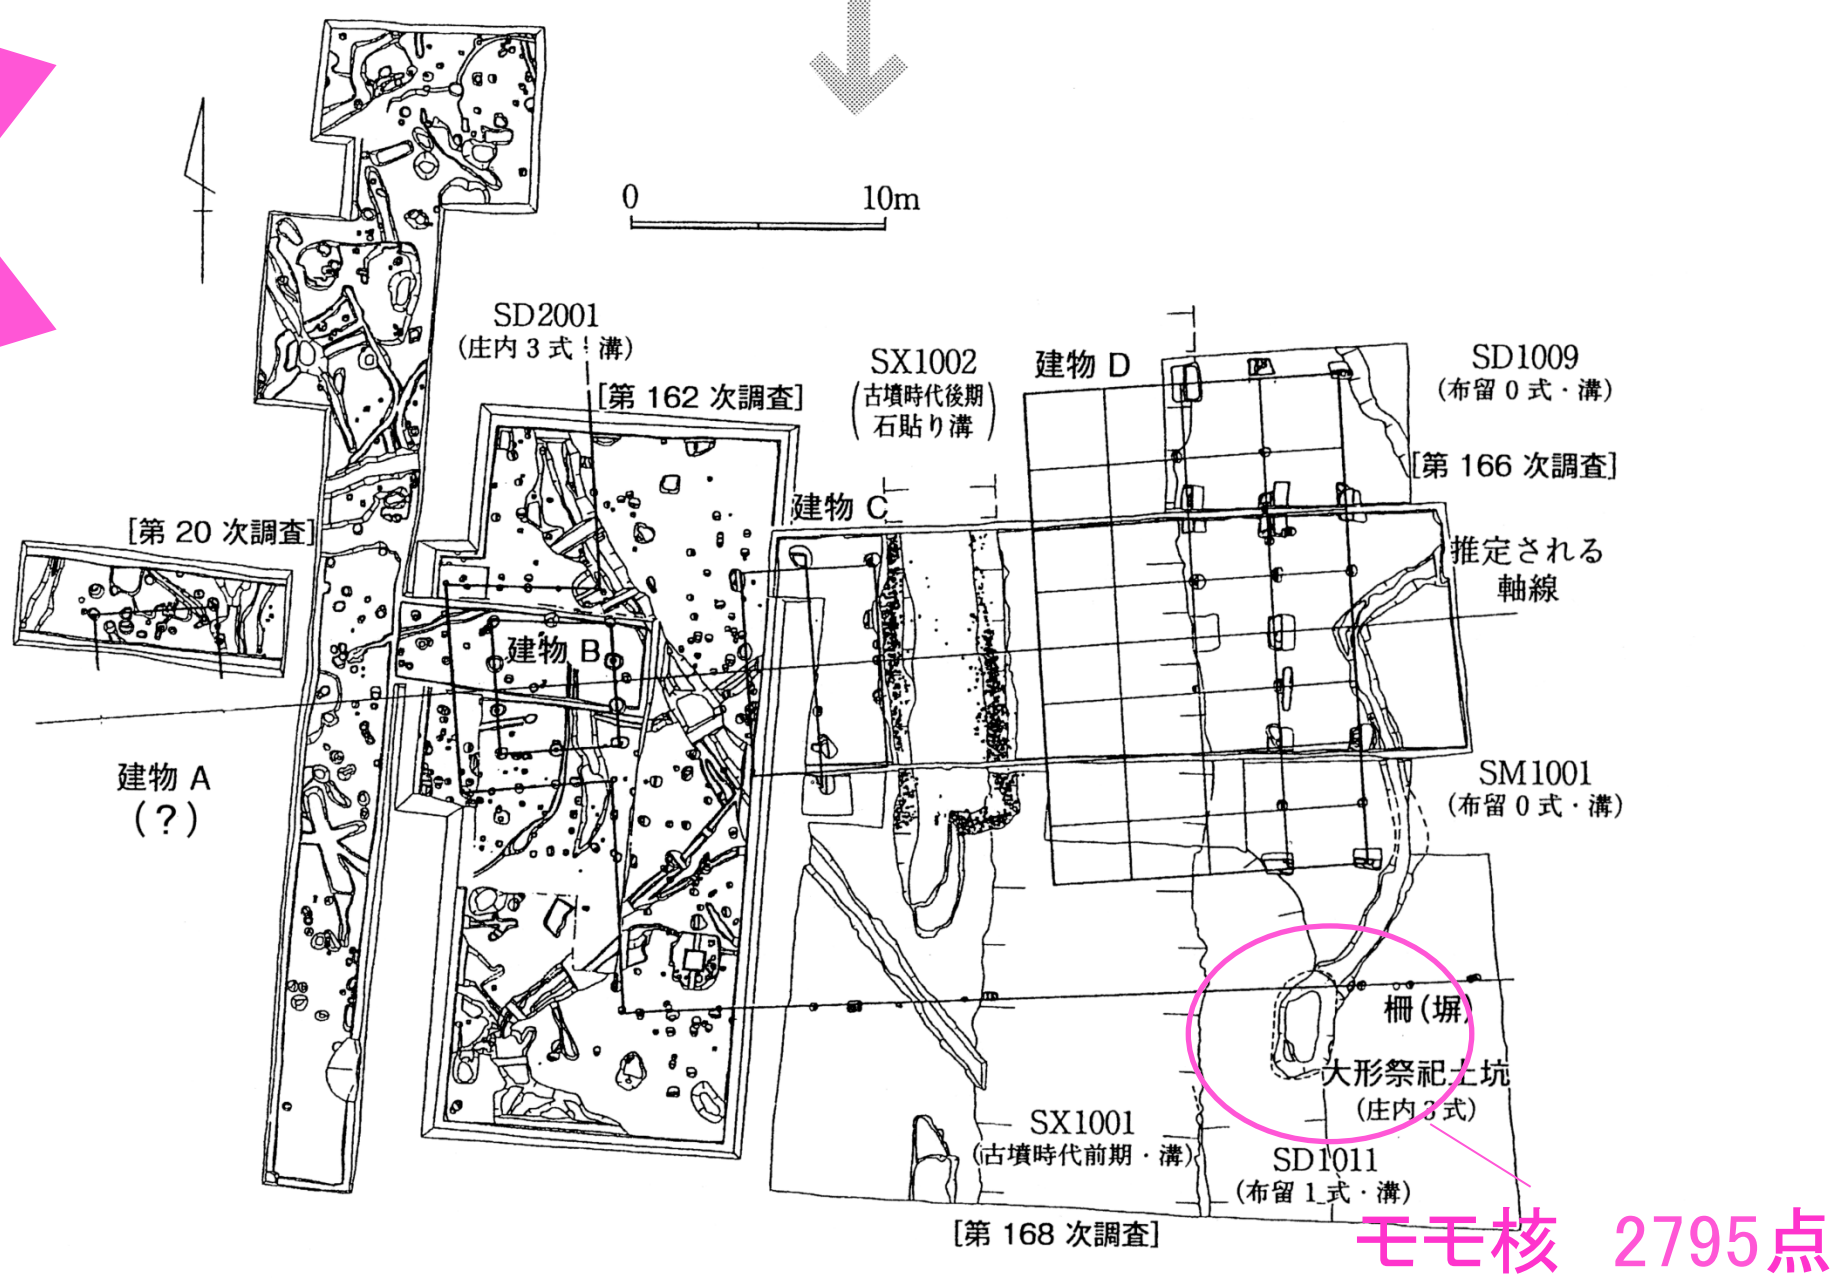 0 10m
SD2001
(庄内3式・溝)
[第 162 次調査]
SX1002
(古墳時代後期
石貼り溝)
建物 D
SD1009
(布留 0 式・溝)
[第 166 次調査]
建物 C
[第 20 次調査]
推定される
軸線
建物 B
建物 A
(?)
SM1001
(布留 0 式・溝)
柵(塀)
大形祭祀土坑
(庄内3式)
SX1001
(古墳時代前期・溝)
SD1011
(布留 1 式・溝)
[第 168 次調査]
モモ核 2795点